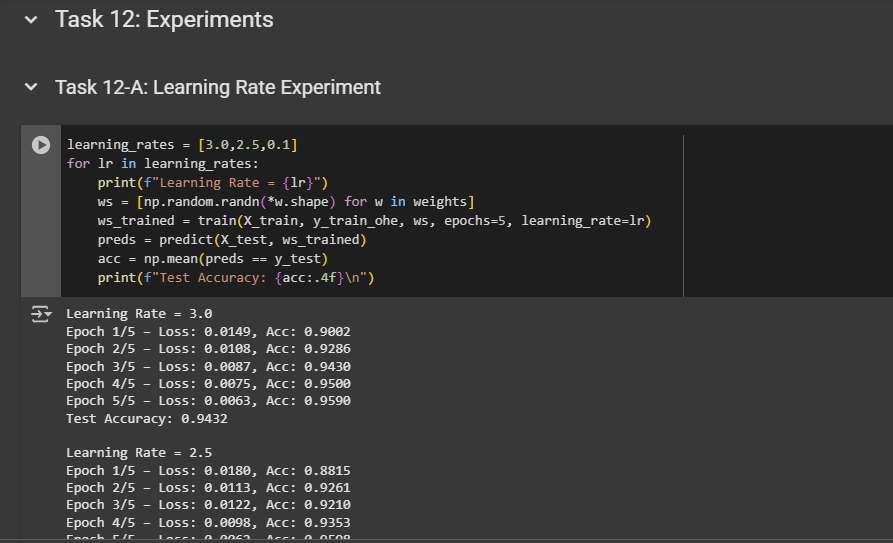 Task 12: Experiments
Task 12-A: Learning Rate Experiment
learning_rates = [3.0,2.5,0.1]
for lr in learning_rates:
    print(f"Learning Rate = {lr}")
    ws = [np.random.randn(*w.shape) for w in weights]
    ws_trained = train(X_train, y_train_ohe, ws, epochs=5, learning_rate=lr)
    preds = predict(X_test, ws_trained)
    acc = np.mean(preds == y_test)
    print(f"Test Accuracy: {acc:.4f}\n")
Learning Rate = 3.0
Epoch 1/5 – Loss: 0.0149, Acc: 0.9002
Epoch 2/5 – Loss: 0.0108, Acc: 0.9286
Epoch 3/5 – Loss: 0.0087, Acc: 0.9430
Epoch 4/5 – Loss: 0.0075, Acc: 0.9500
Epoch 5/5 – Loss: 0.0063, Acc: 0.9590
Test Accuracy: 0.9432
Learning Rate = 2.5
Epoch 1/5 – Loss: 0.0180, Acc: 0.8815
Epoch 2/5 – Loss: 0.0113, Acc: 0.9261
Epoch 3/5 – Loss: 0.0122, Acc: 0.9210
Epoch 4/5 – Loss: 0.0098, Acc: 0.9353
Epoch 5/5 – Loss: Acc: